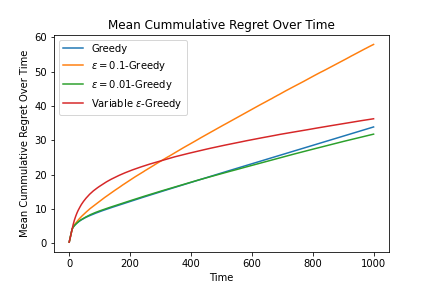 Mean Cummulative Regret Over Time
Mean Cummulative Regret Over Time
60
50
40
30
20
10
0
Greedy
ε = 0.1-Greedy
ε = 0.01-Greedy
Variable ε-Greedy
0 200 400 600 800 1000
Time